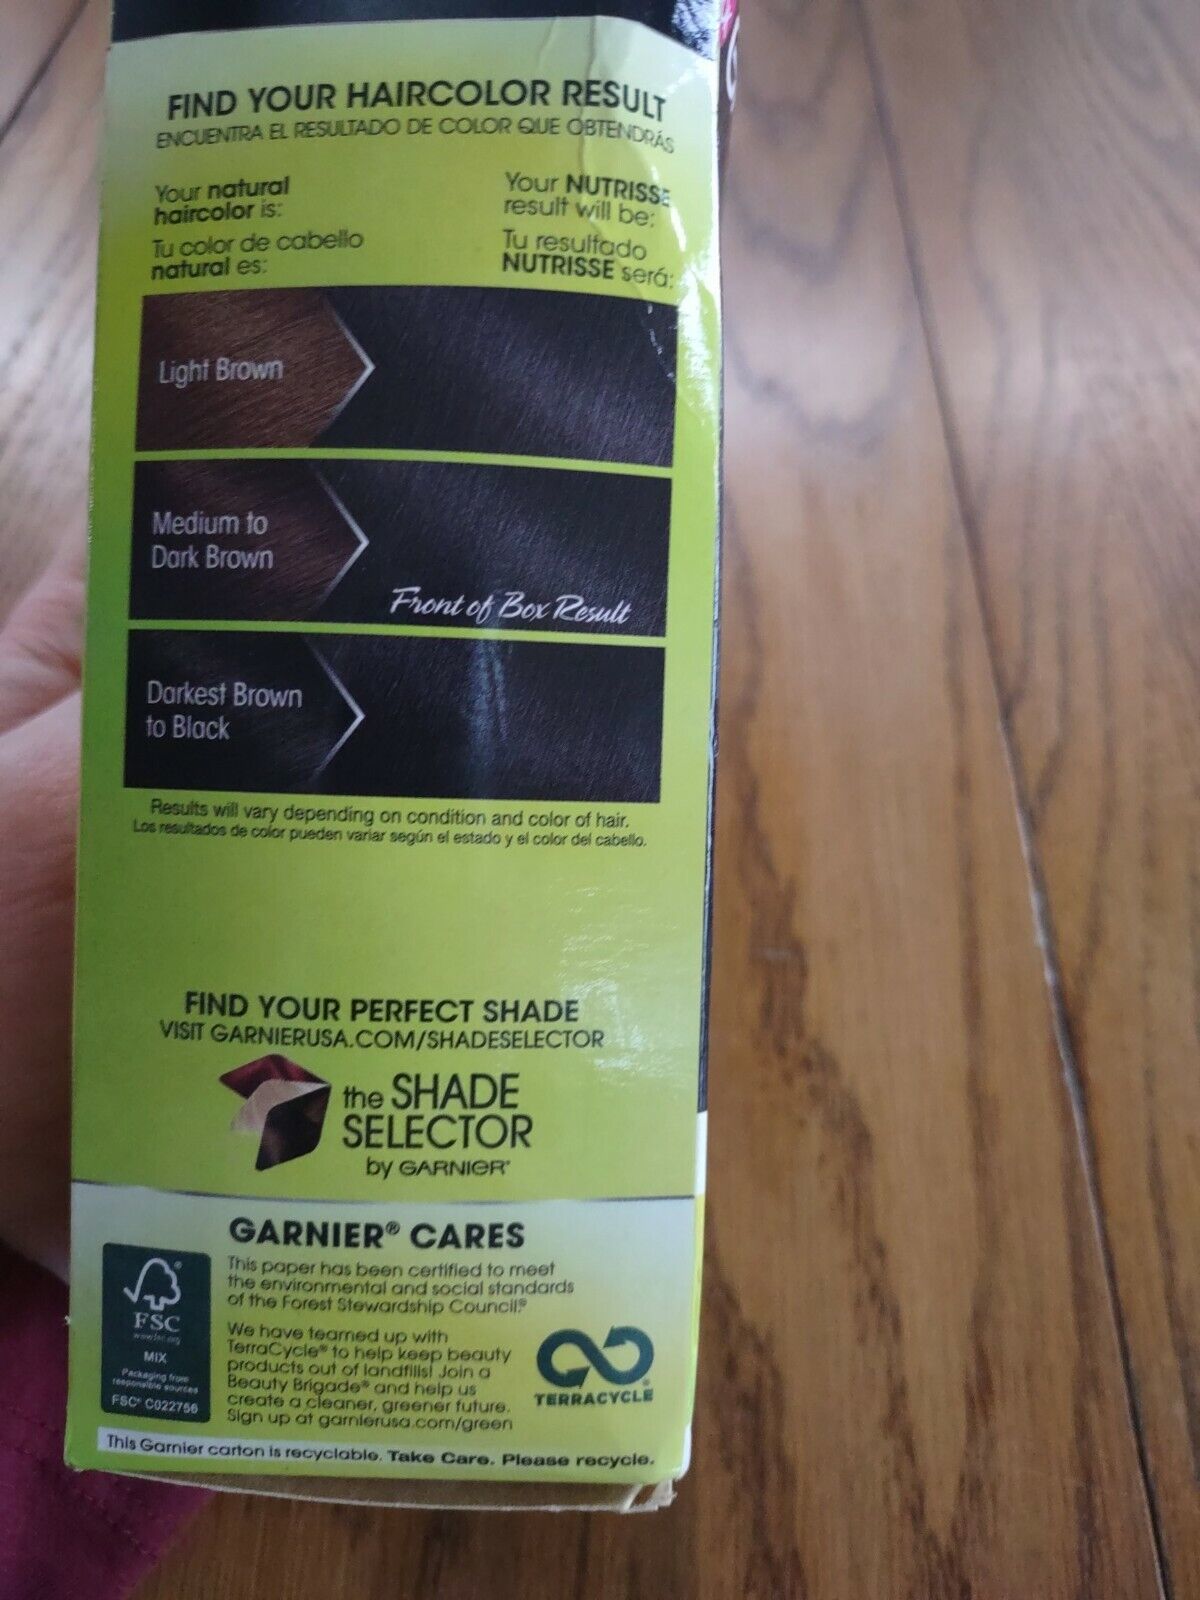 FIND YOUR HAIRCOLOR RESULT
ENCUENTRA EL RESULTADO DE COLOR QUE OBTENDRÁS
Your natural
haircolor is:
Tu color de cabello
natural es:
Your NUTRISSE
result will be:
Tu resultado
NUTRISSE será:
Light Brown
Medium to
Dark Brown
Front of Box Result
Darkest Brown
to Black
Results will vary depending on condition and color of hair.
Los resultados de color pueden variar según el estado y el color del cabello.
FIND YOUR PERFECT SHADE
VISIT GARNIERUSA.COM/SHADESELECTOR
the SHADE
SELECTOR
by GARNIER®
GARNIER® CARES
This paper has been certified to meet
the environmental and social standards
of the Forest Stewardship Council®
We have teamed up with
TerraCycle® to help keep beauty
products out of landfills! Join a
Beauty Brigade® and help us
create a cleaner, greener future.
Sign up at garnierusa.com/green
®
FSC
www.fsc.org
MIX
Packaging from
responsible sources
FSC® C022756
TERRACYCLE®
This Garnier carton is recyclable. Take Care. Please recycle.